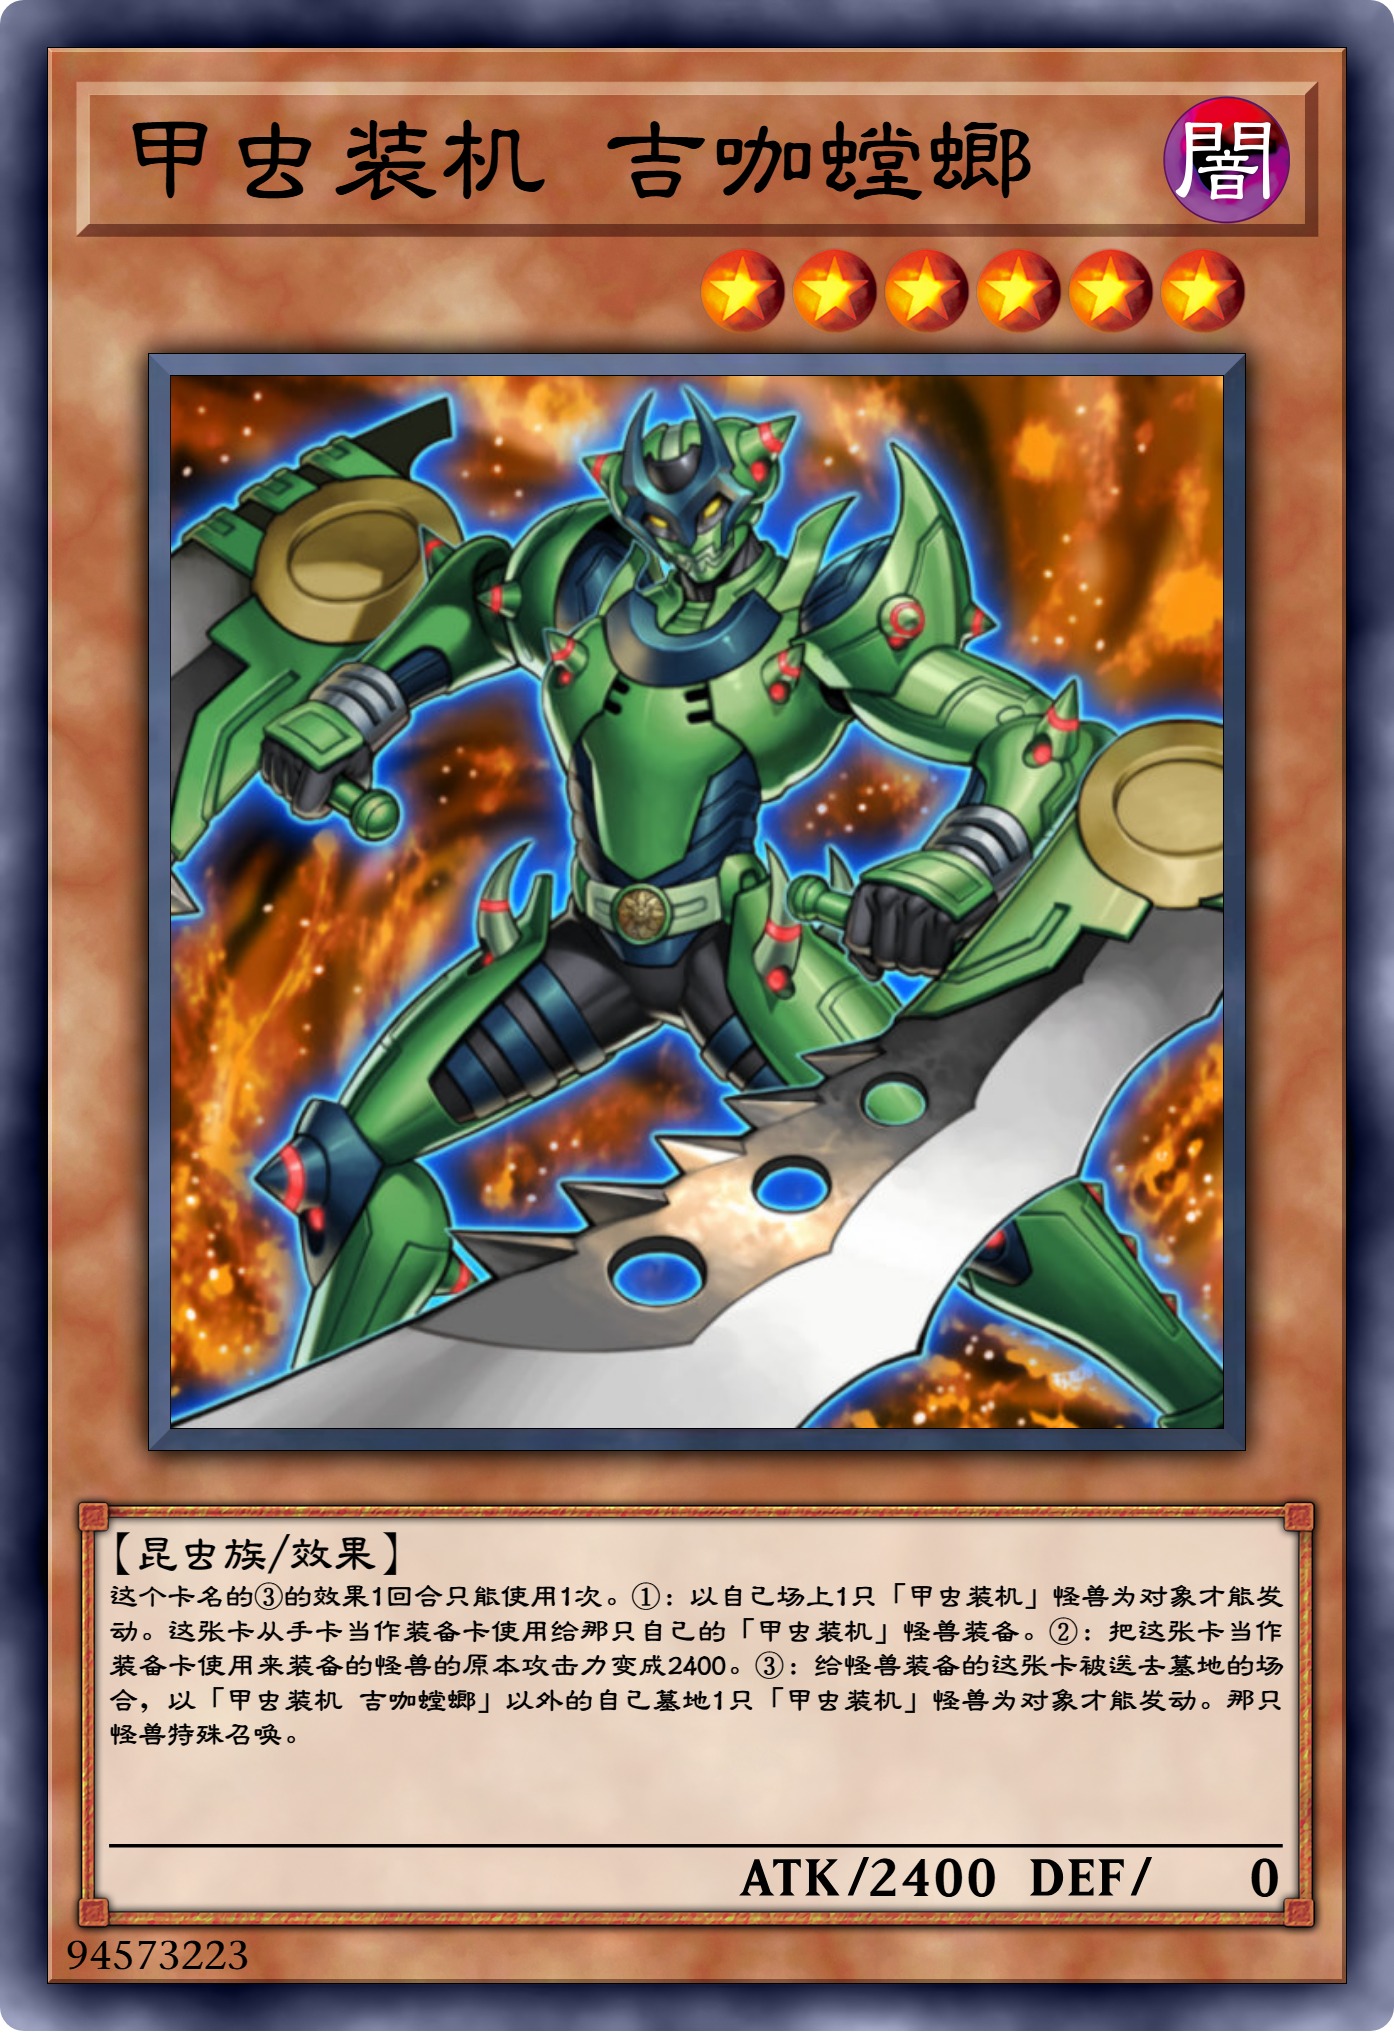 甲虫装机 吉咖螳螂
闇
【昆虫族/效果】
这个卡名的③的效果1回合只能使用1次。①：以自己场上1只「甲虫装机」怪兽为对象才能发
动。这张卡从手卡当作装备卡使用给那只自己的「甲虫装机」怪兽装备。②：把这张卡当作
装备卡使用来装备的怪兽的原本攻击力变成2400。③：给怪兽装备的这张卡被送去墓地的场
合，以「甲虫装机 吉咖螳螂」以外的自己墓地1只「甲虫装机」怪兽为对象才能发动。那只
怪兽特殊召唤。
ATK/2400 DEF/ 0
94573223